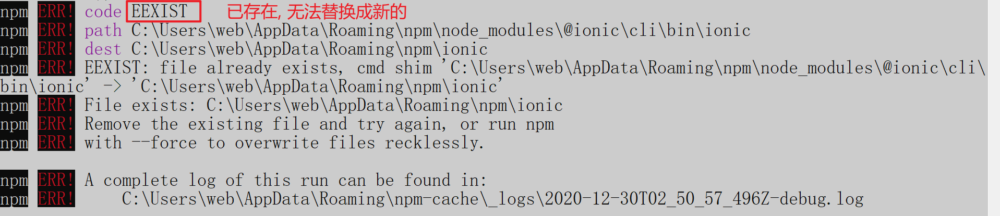 npm ERR! code EEXIST 已存在, 无法替换成新的
npm ERR! path C:\Users\web\AppData\Roaming\npm\node_modules\@ionic\cli\bin\ionic
npm ERR! dest C:\Users\web\AppData\Roaming\npm\ionic
npm ERR! EEXIST: file already exists, cmd shim 'C:\Users\web\AppData\Roaming\npm\node_modules\@ionic\cli\
bin\ionic' -> 'C:\Users\web\AppData\Roaming\npm\ionic'
npm ERR! File exists: C:\Users\web\AppData\Roaming\npm\ionic
npm ERR! Remove the existing file and try again, or run npm
npm ERR! with --force to overwrite files recklessly.
npm ERR! A complete log of this run can be found in:
npm ERR!     C:\Users\web\AppData\Roaming\npm-cache\_logs\2020-12-30T02_50_57_496Z-debug.log